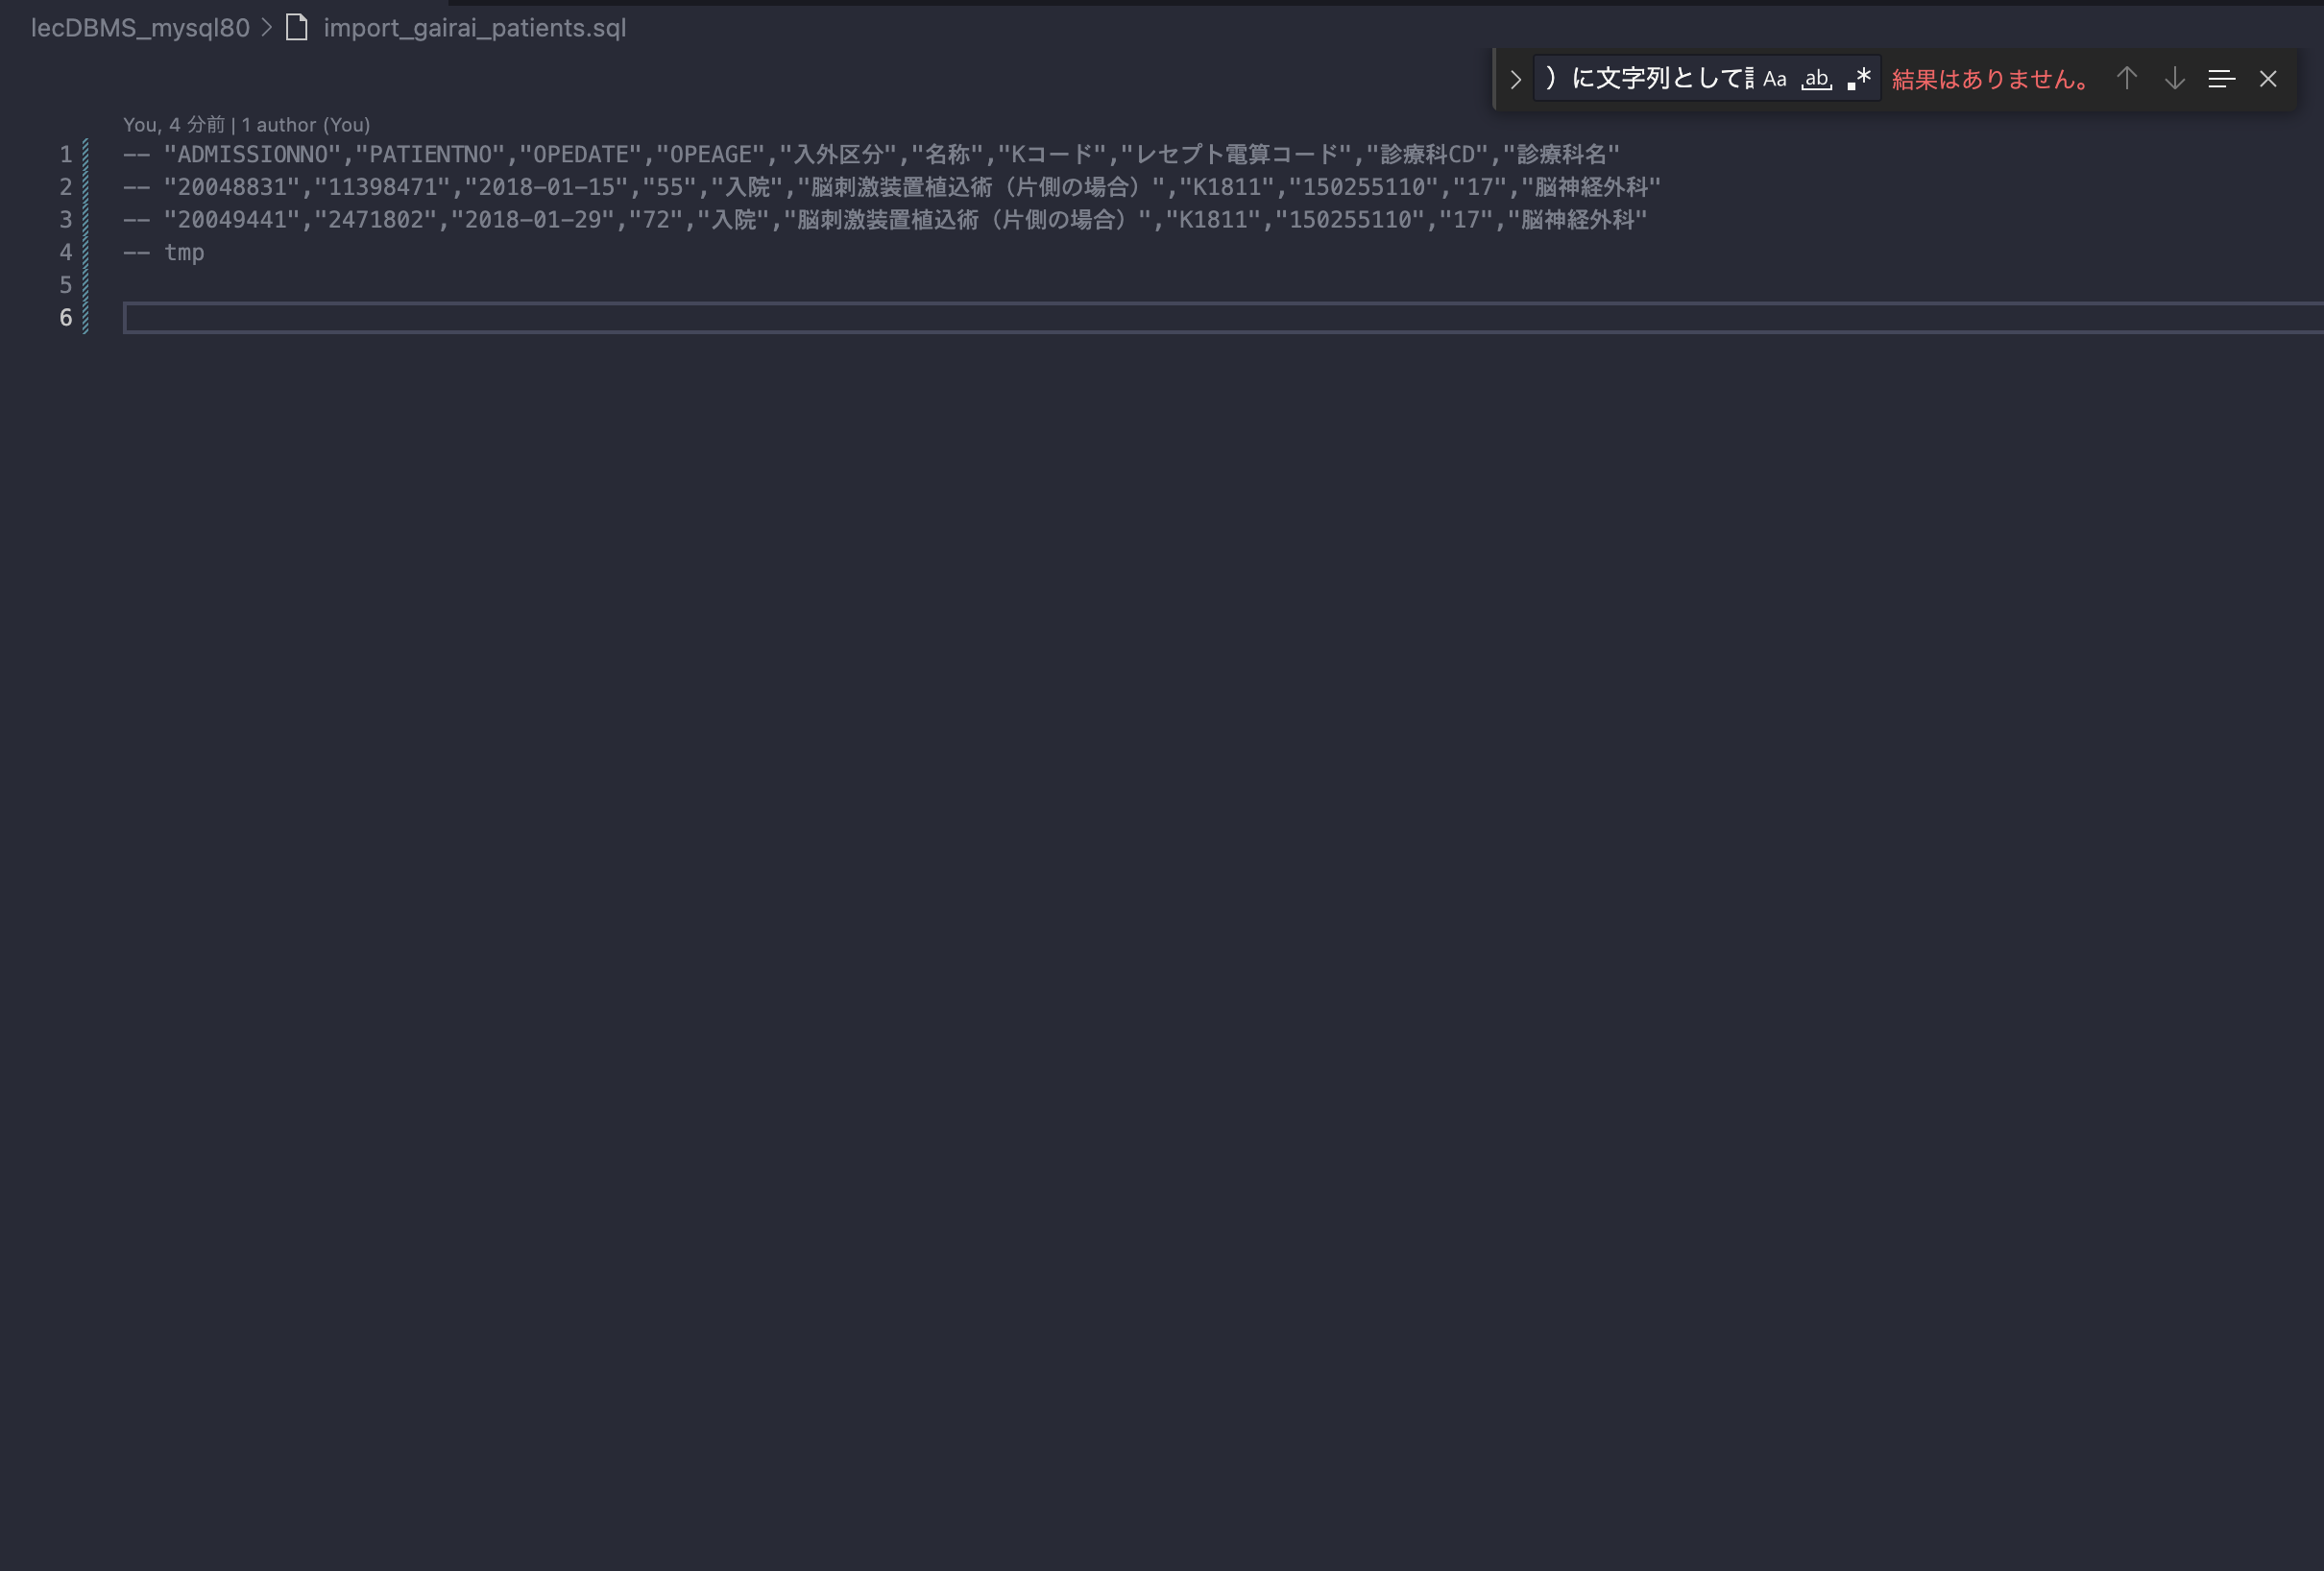 lecDBMS_mysql80 > import_gairai_patients.sql
）に文字列として Aa ab .* 結果はありません。
You, 4 分前 | 1 author (You)
1 -- "ADMISSIONNO","PATIENTNO","OPEDATE","OPEAGE","入外区分","名称","Kコード","レセプト電算コード","診療科CD","診療科名"
2 -- "20048831","11398471","2018-01-15","55","入院","脳刺激装置植込術（片側の場合）","K1811","150255110","17","脳神経外科"
3 -- "20049441","2471802","2018-01-29","72","入院","脳刺激装置植込術（片側の場合）","K1811","150255110","17","脳神経外科"
4 -- tmp
5
6